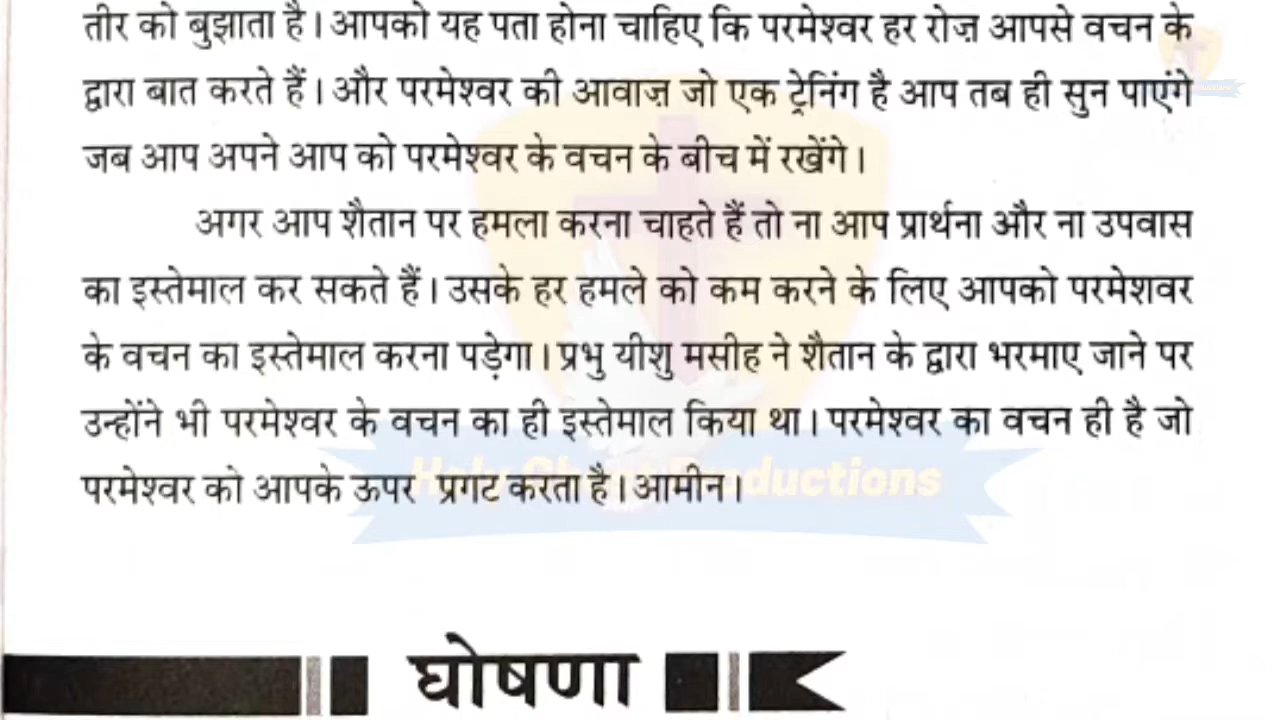 तीर को बुझाता है। आपको यह पता होना चाहिए कि परमेश्वर हर रोज़ आपसे वचन के
द्वारा बात करते हैं। और परमेश्वर की आवाज़ जो एक ट्रेनिंग है आप तब ही सुन पाएंगे
जब आप अपने आप को परमेश्वर के वचन के बीच में रखेंगे।
अगर आप शैतान पर हमला करना चाहते हैं तो ना आप प्रार्थना और ना उपवास
का इस्तेमाल कर सकते हैं। उसके हर हमले को कम करने के लिए आपको परमेशवर
के वचन का इस्तेमाल करना पड़ेगा। प्रभु यीशु मसीह ने शैतान के द्वारा भरमाए जाने पर
उन्होंने भी परमेश्वर के वचन का ही इस्तेमाल किया था। परमेश्वर का वचन ही है जो
परमेश्वर को आपके ऊपर प्रगट करता है। आमीन।
Holy Ghost Productions
घोषणा